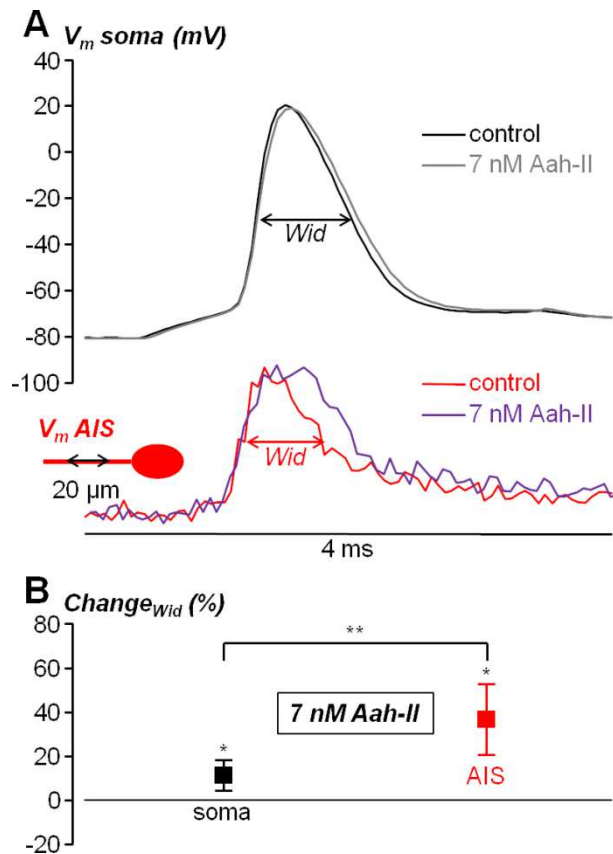 A
Vm soma (mV)
40
20
0
-20
-40
-60
-80
-100
control
7 nM Aah-II
Wid
control
7 nM Aah-II
Vm AIS
Wid
20 µm
4 ms
B
ChangeWid (%)
80
60
40
20
0
-20
**
*
*
7 nM Aah-II
AIS
soma